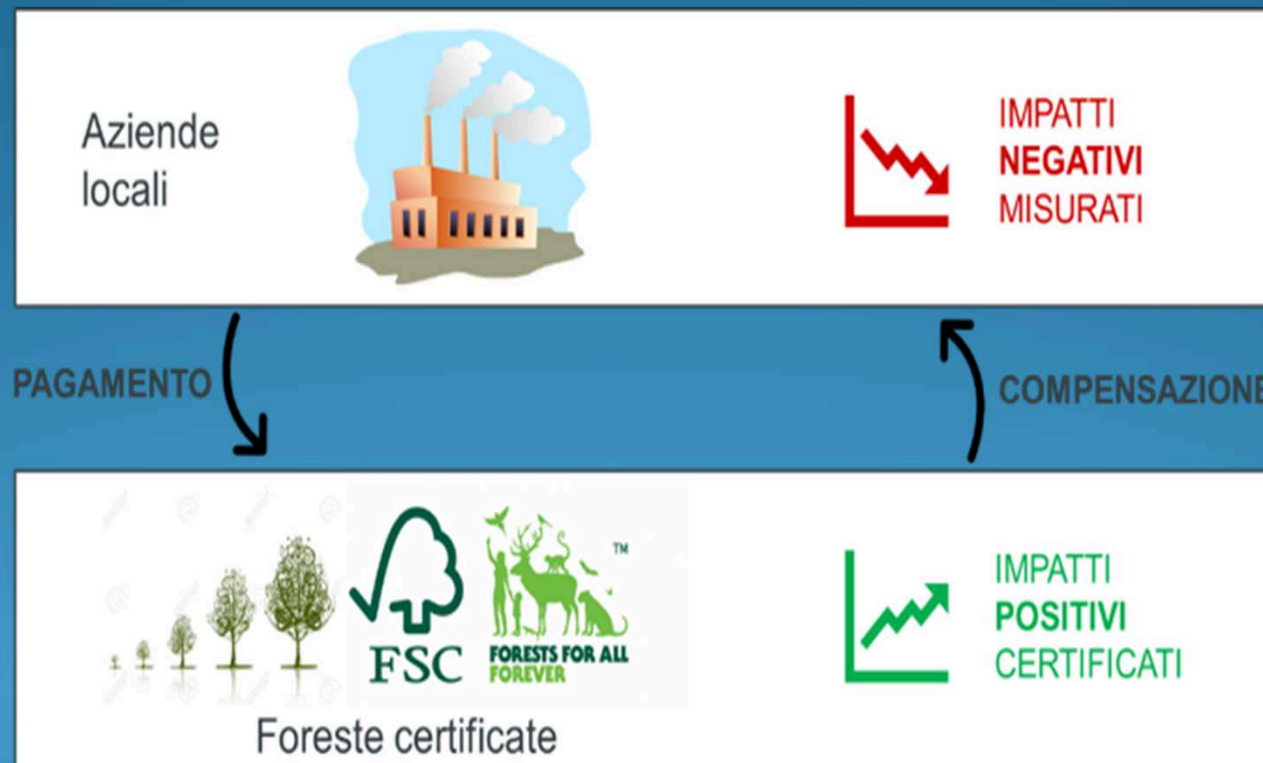 Aziende
locali
IMPATTI
NEGATIVI
MISURATI
PAGAMENTO
COMPENSAZIONE
FSC
FORESTS FOR ALL
FOREVER
TM
Foreste certificate
IMPATTI
POSITIVI
CERTIFICATI